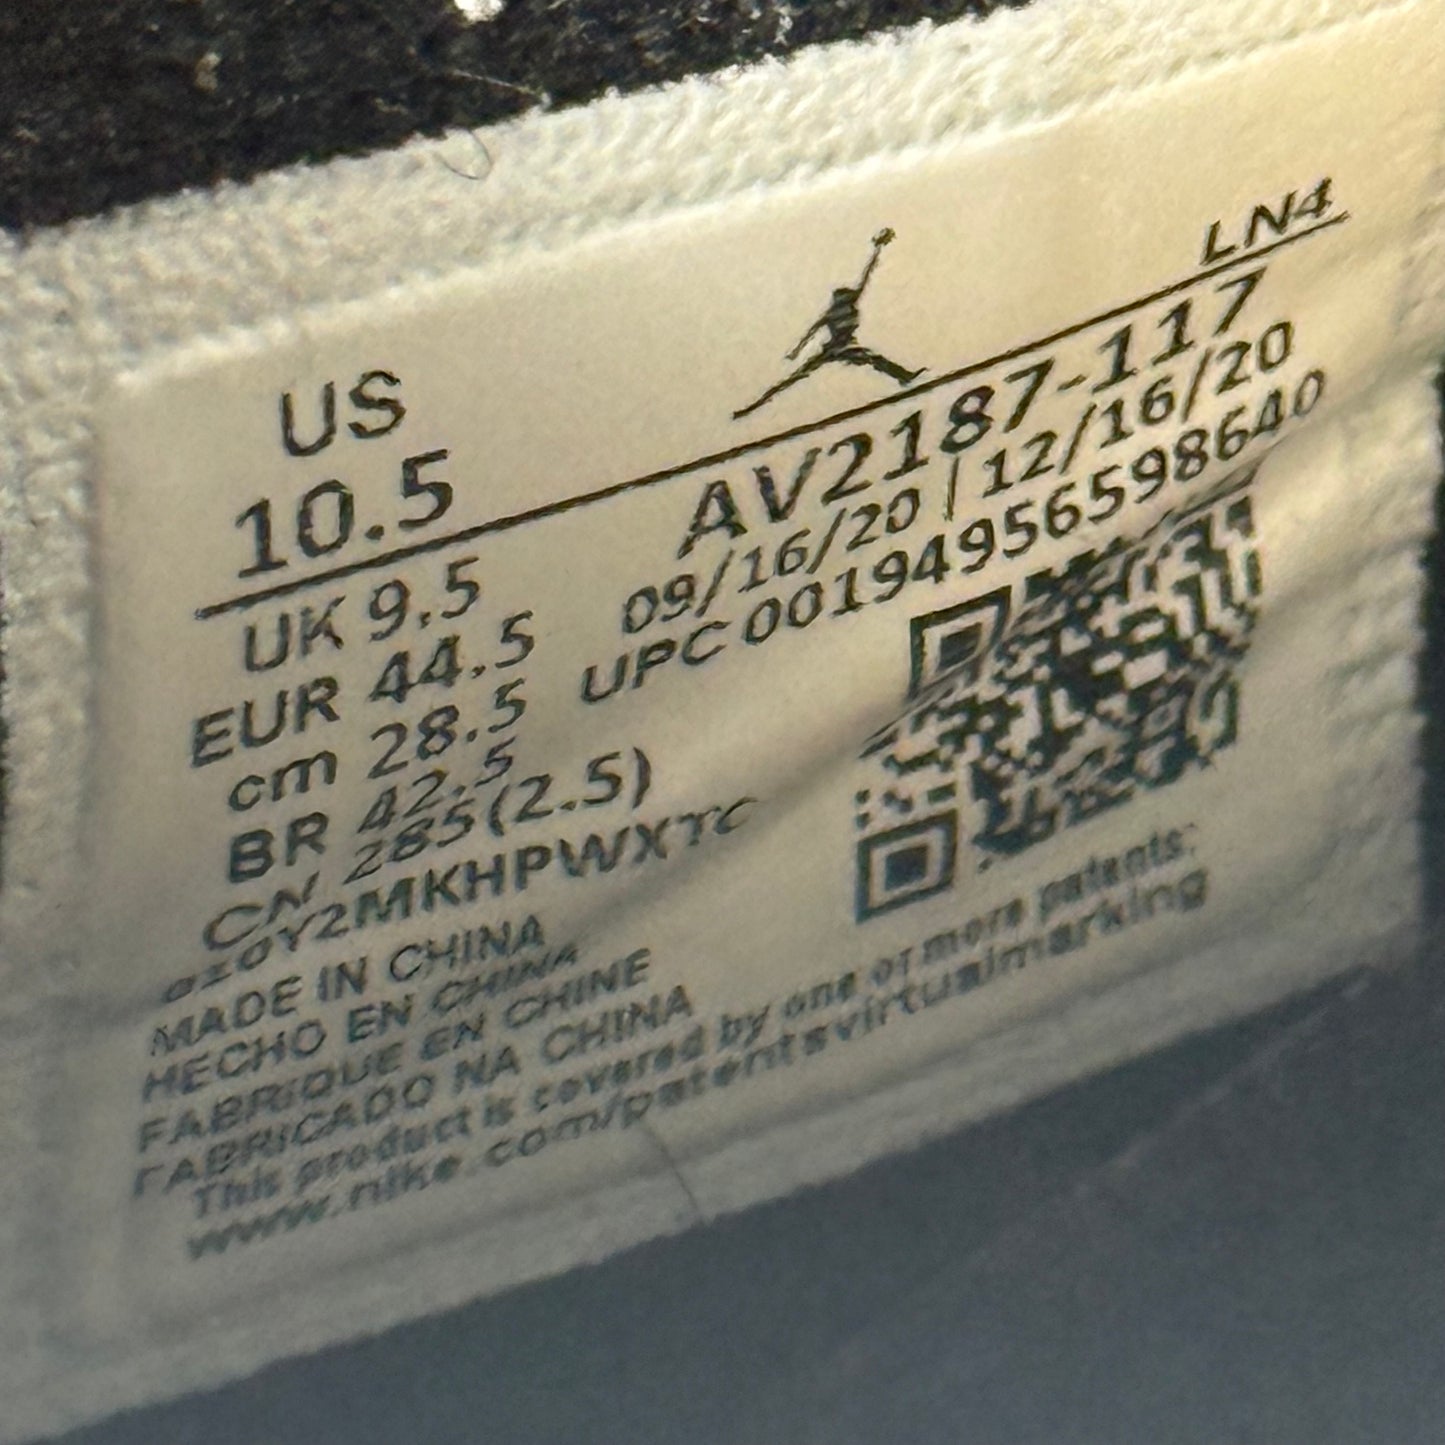 LN4
US
10.5
AV2187-117
09/16/20 | 12/16/20
UPC 00194956598640
UK 9.5
EUR 44.5
cm 28.5
BR 42.5
CN 285(2.5)
MADE IN CHINA
HECHO EN CHINA
FABRIQUE EN CHINE
FABRICADO NA CHINA
This product is covered by one or more patents:
www.nike.com/patentsvirtualmarking